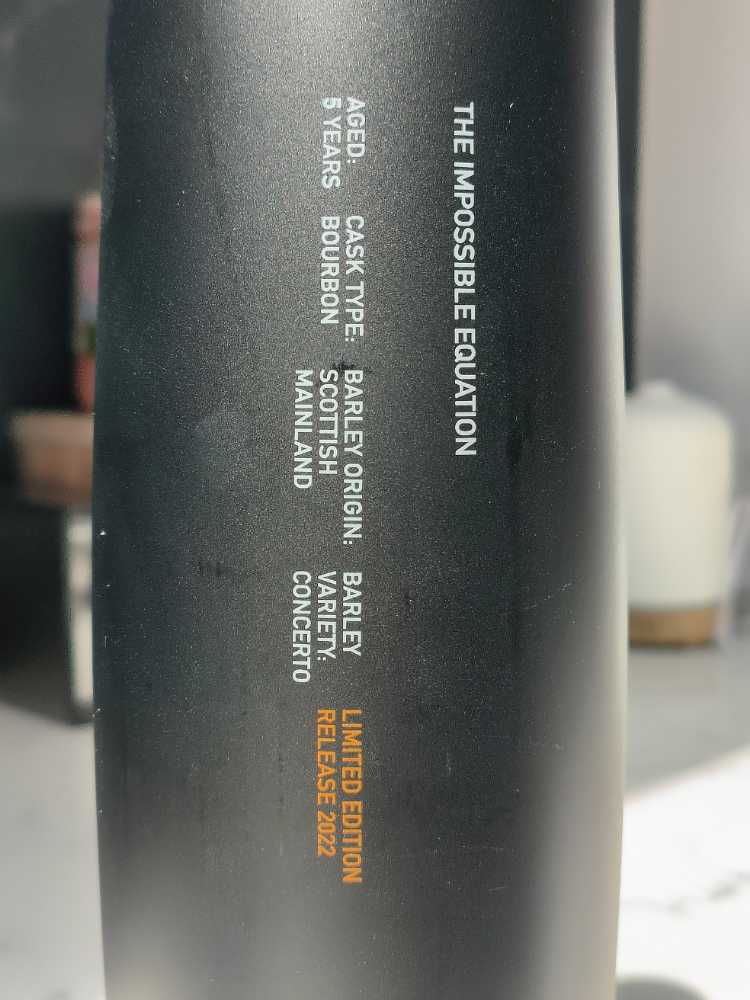 THE IMPOSSIBLE EQUATION
AGED:
5 YEARS
CASK TYPE:
BOURBON
BARLEY ORIGIN:
SCOTTISH
MAINLAND
BARLEY
VARIETY:
CONCERTO
LIMITED EDITION
RELEASE 2022